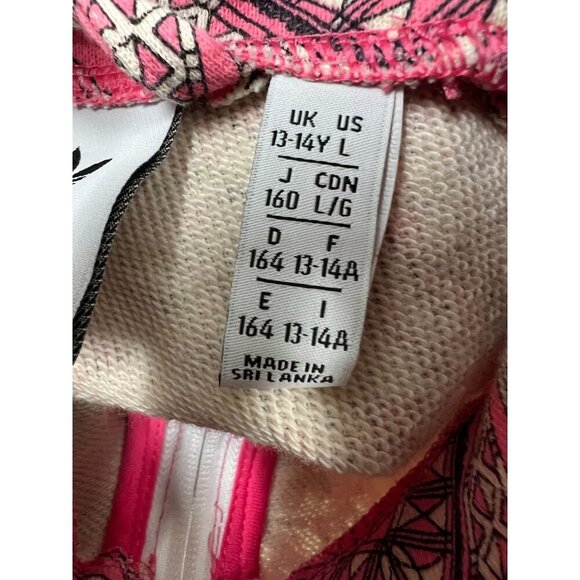 UK US
13-14Y L
J CDN
160 L/G
D F
164 13-14A
E I
164 13-14A
MADE IN
SRI LANKA